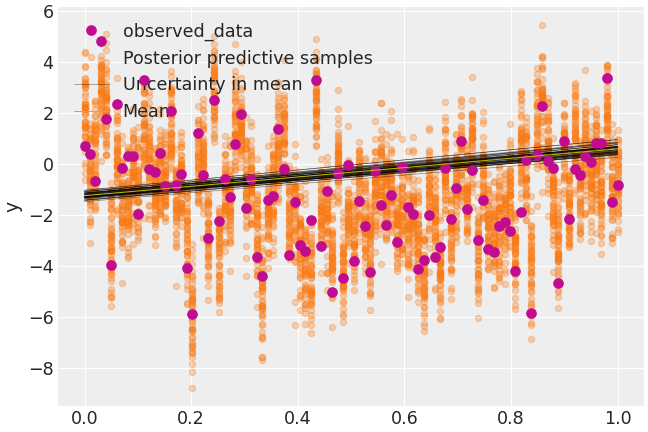 observed_data
Posterior predictive samples
Uncertainty in mean
Mean
6
4
2
0
−2
−4
−6
−8
y
0.0 0.2 0.4 0.6 0.8 1.0